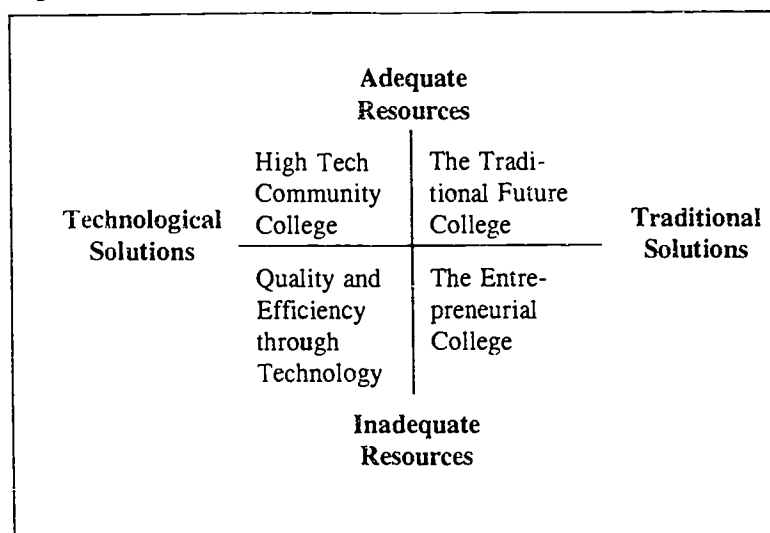 Adequate
Resources
High Tech
Community
College
The Tradi-
tional Future
College
Technological
Solutions
Traditional
Solutions
Quality and
Efficiency
through
Technology
The Entre-
preneurial
College
Inadequate
Resources